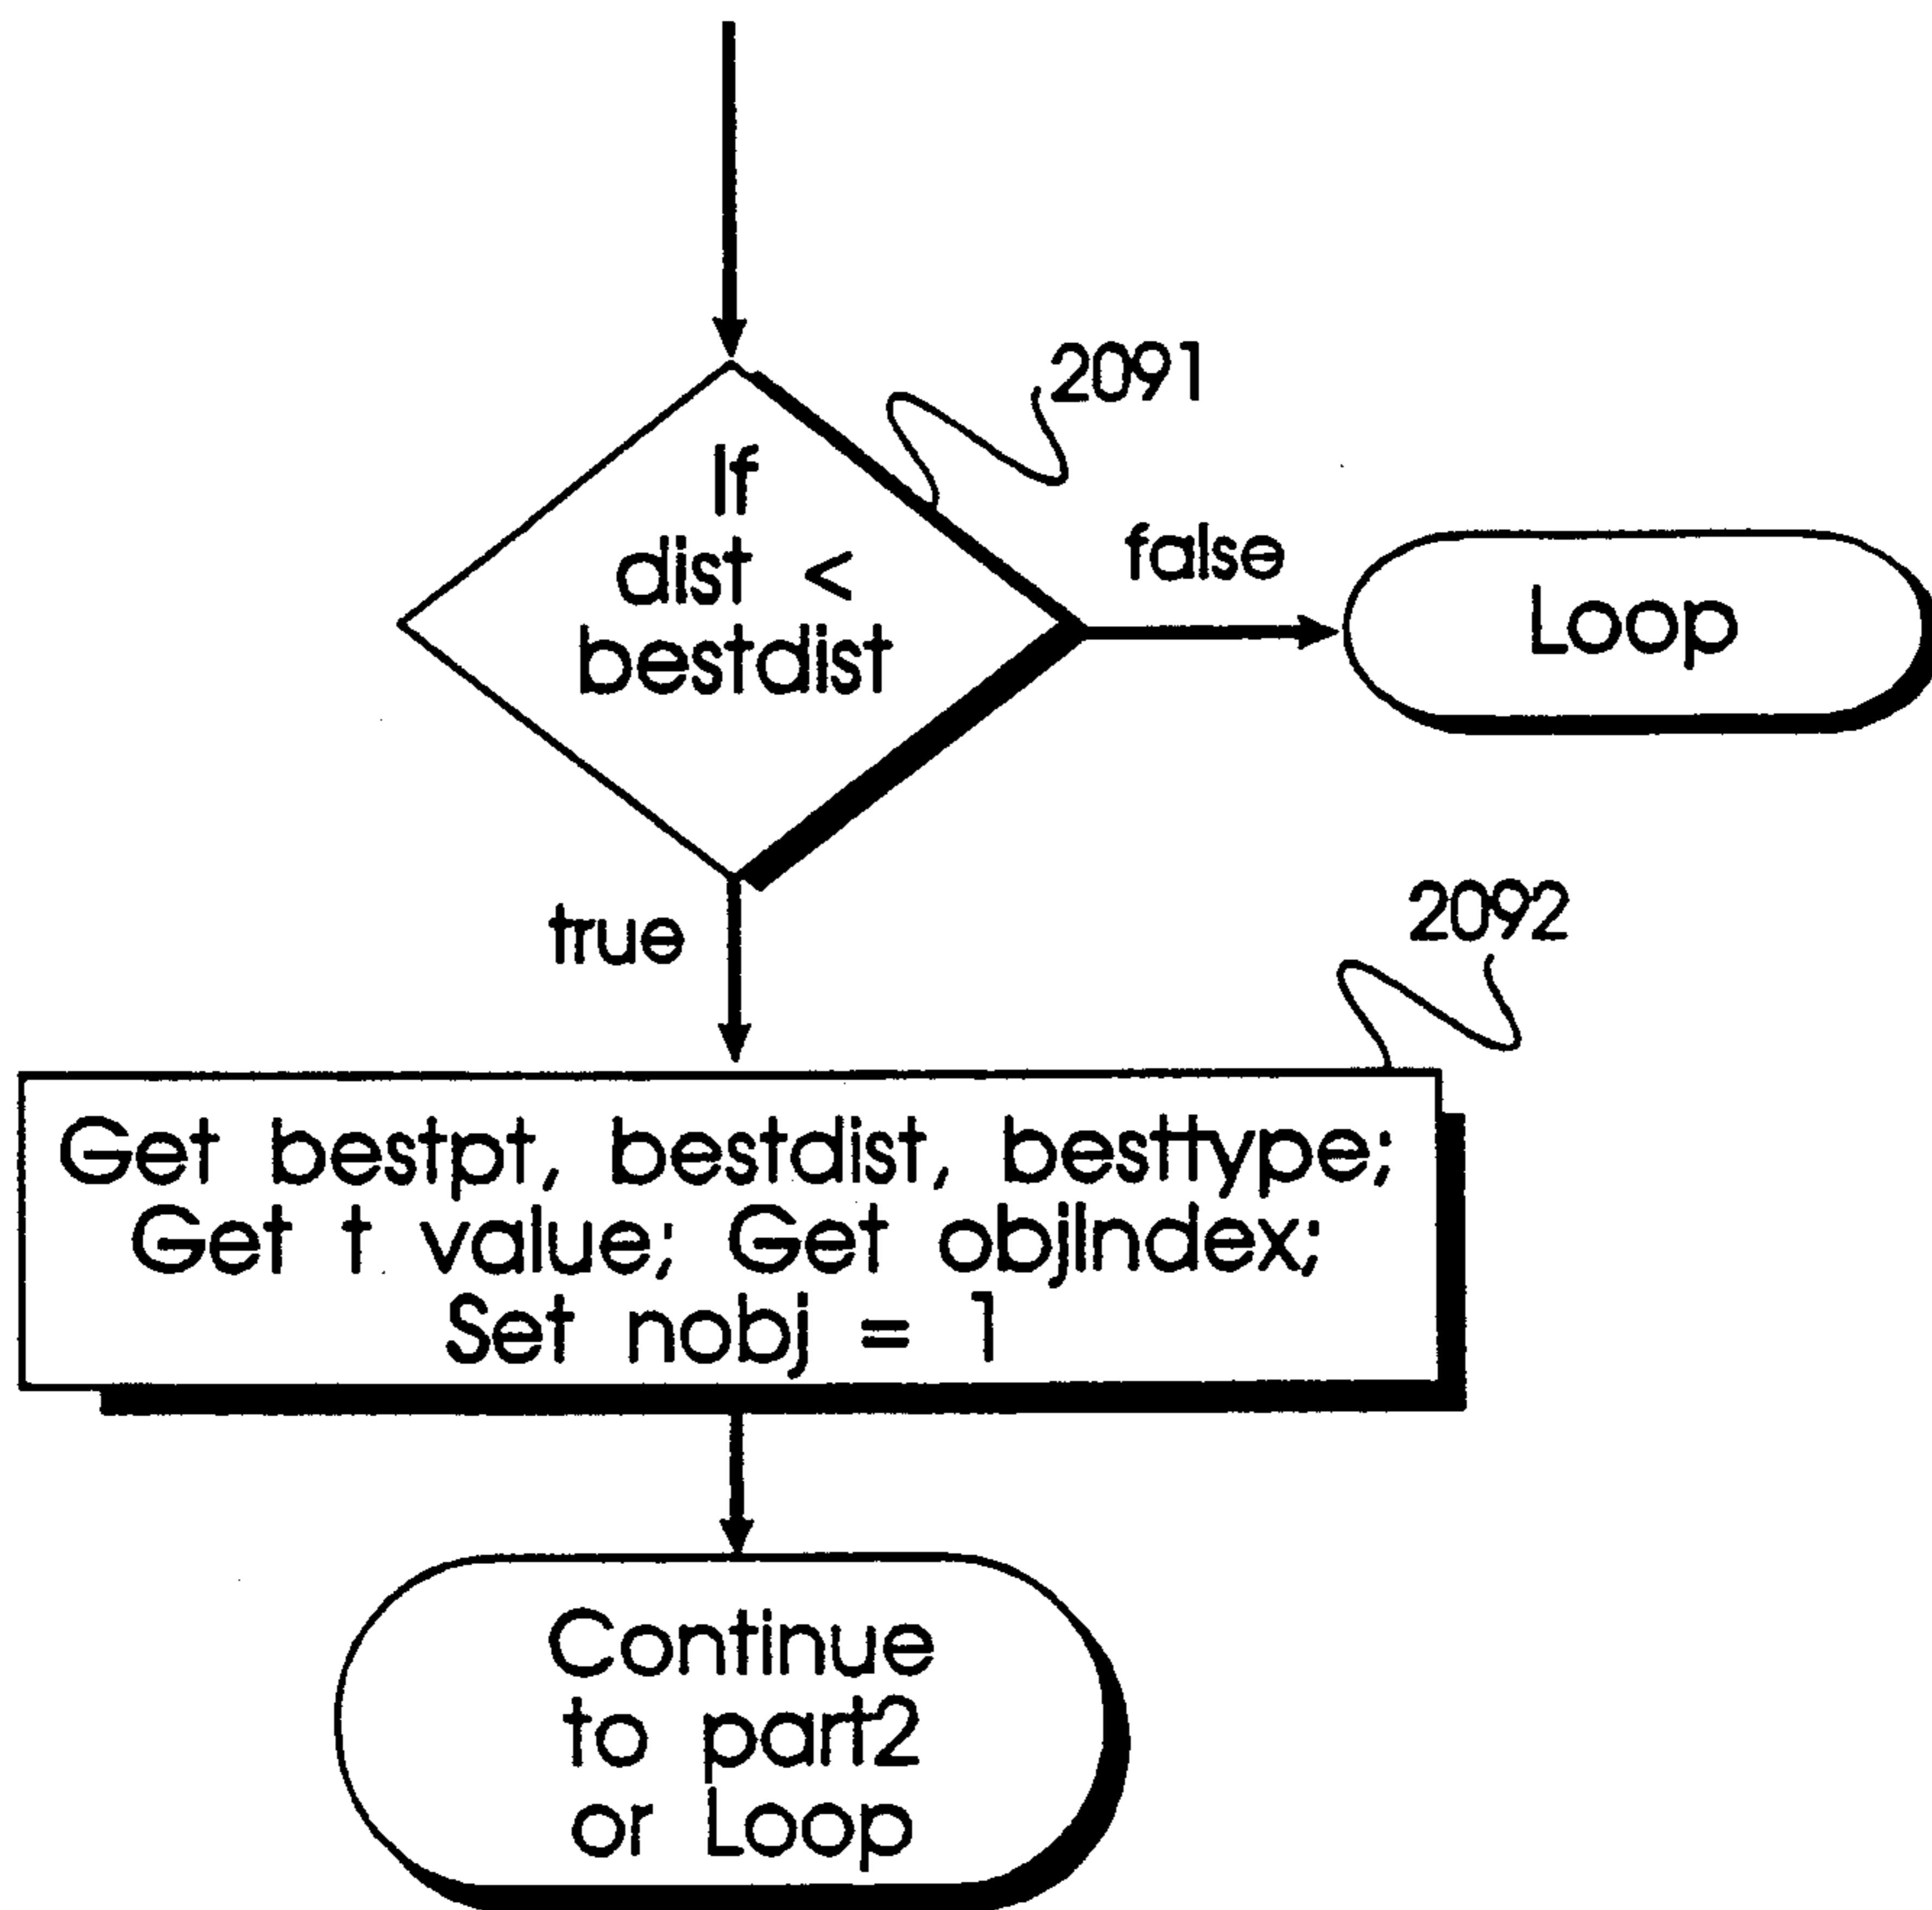 2091
If
dist <
bestdist
false
Loop
true
2092
Get bestpt, bestdist, besttype;
Get t value; Get objIndex;
Set nobj = 1
Continue
to part2
or Loop